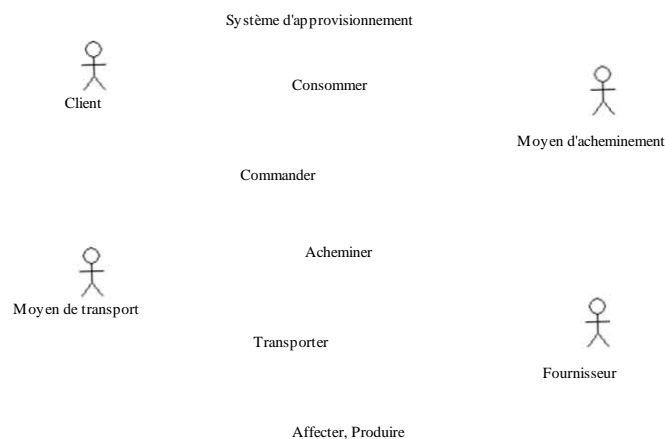 Système d'approvisionnement
Consommer
Client
Moyen d'acheminement
Commander
Acheminer
Moyen de transport
Transporter
Fournisseur
Affecter, Produire